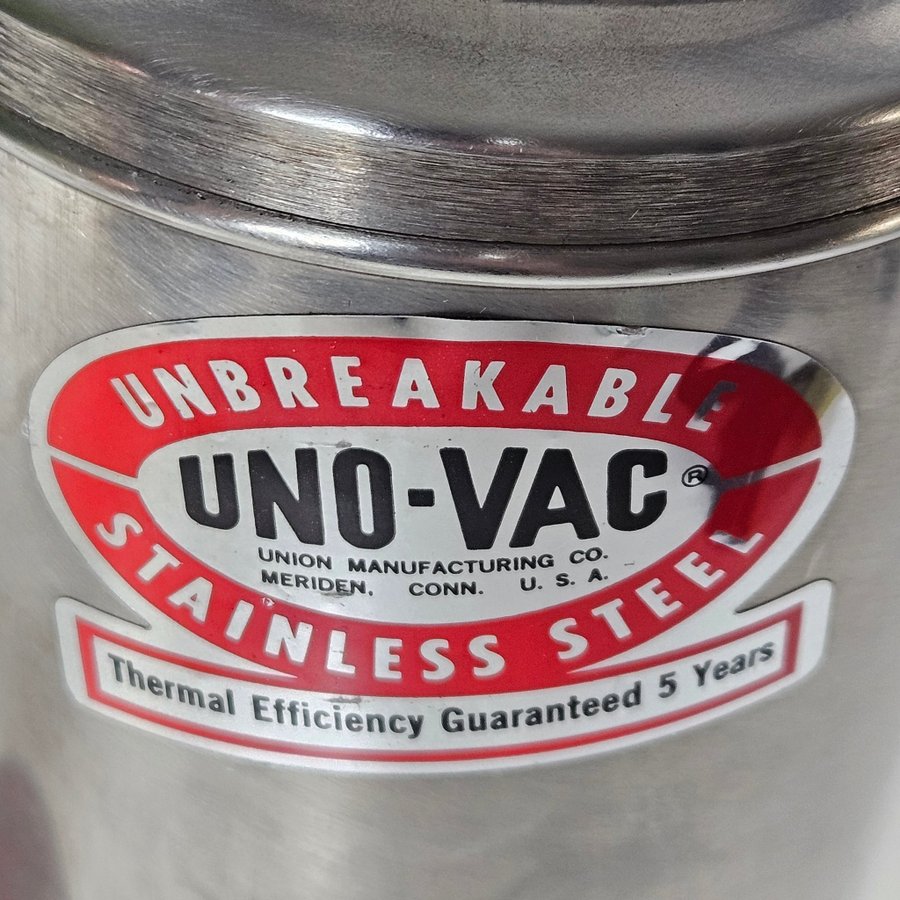 UNBREAKABLE
UNO-VAC®
UNION MANUFACTURING CO.
MERIDEN, CONN. U. S. A.
STAINLESS STEEL
Thermal Efficiency Guaranteed 5 Years